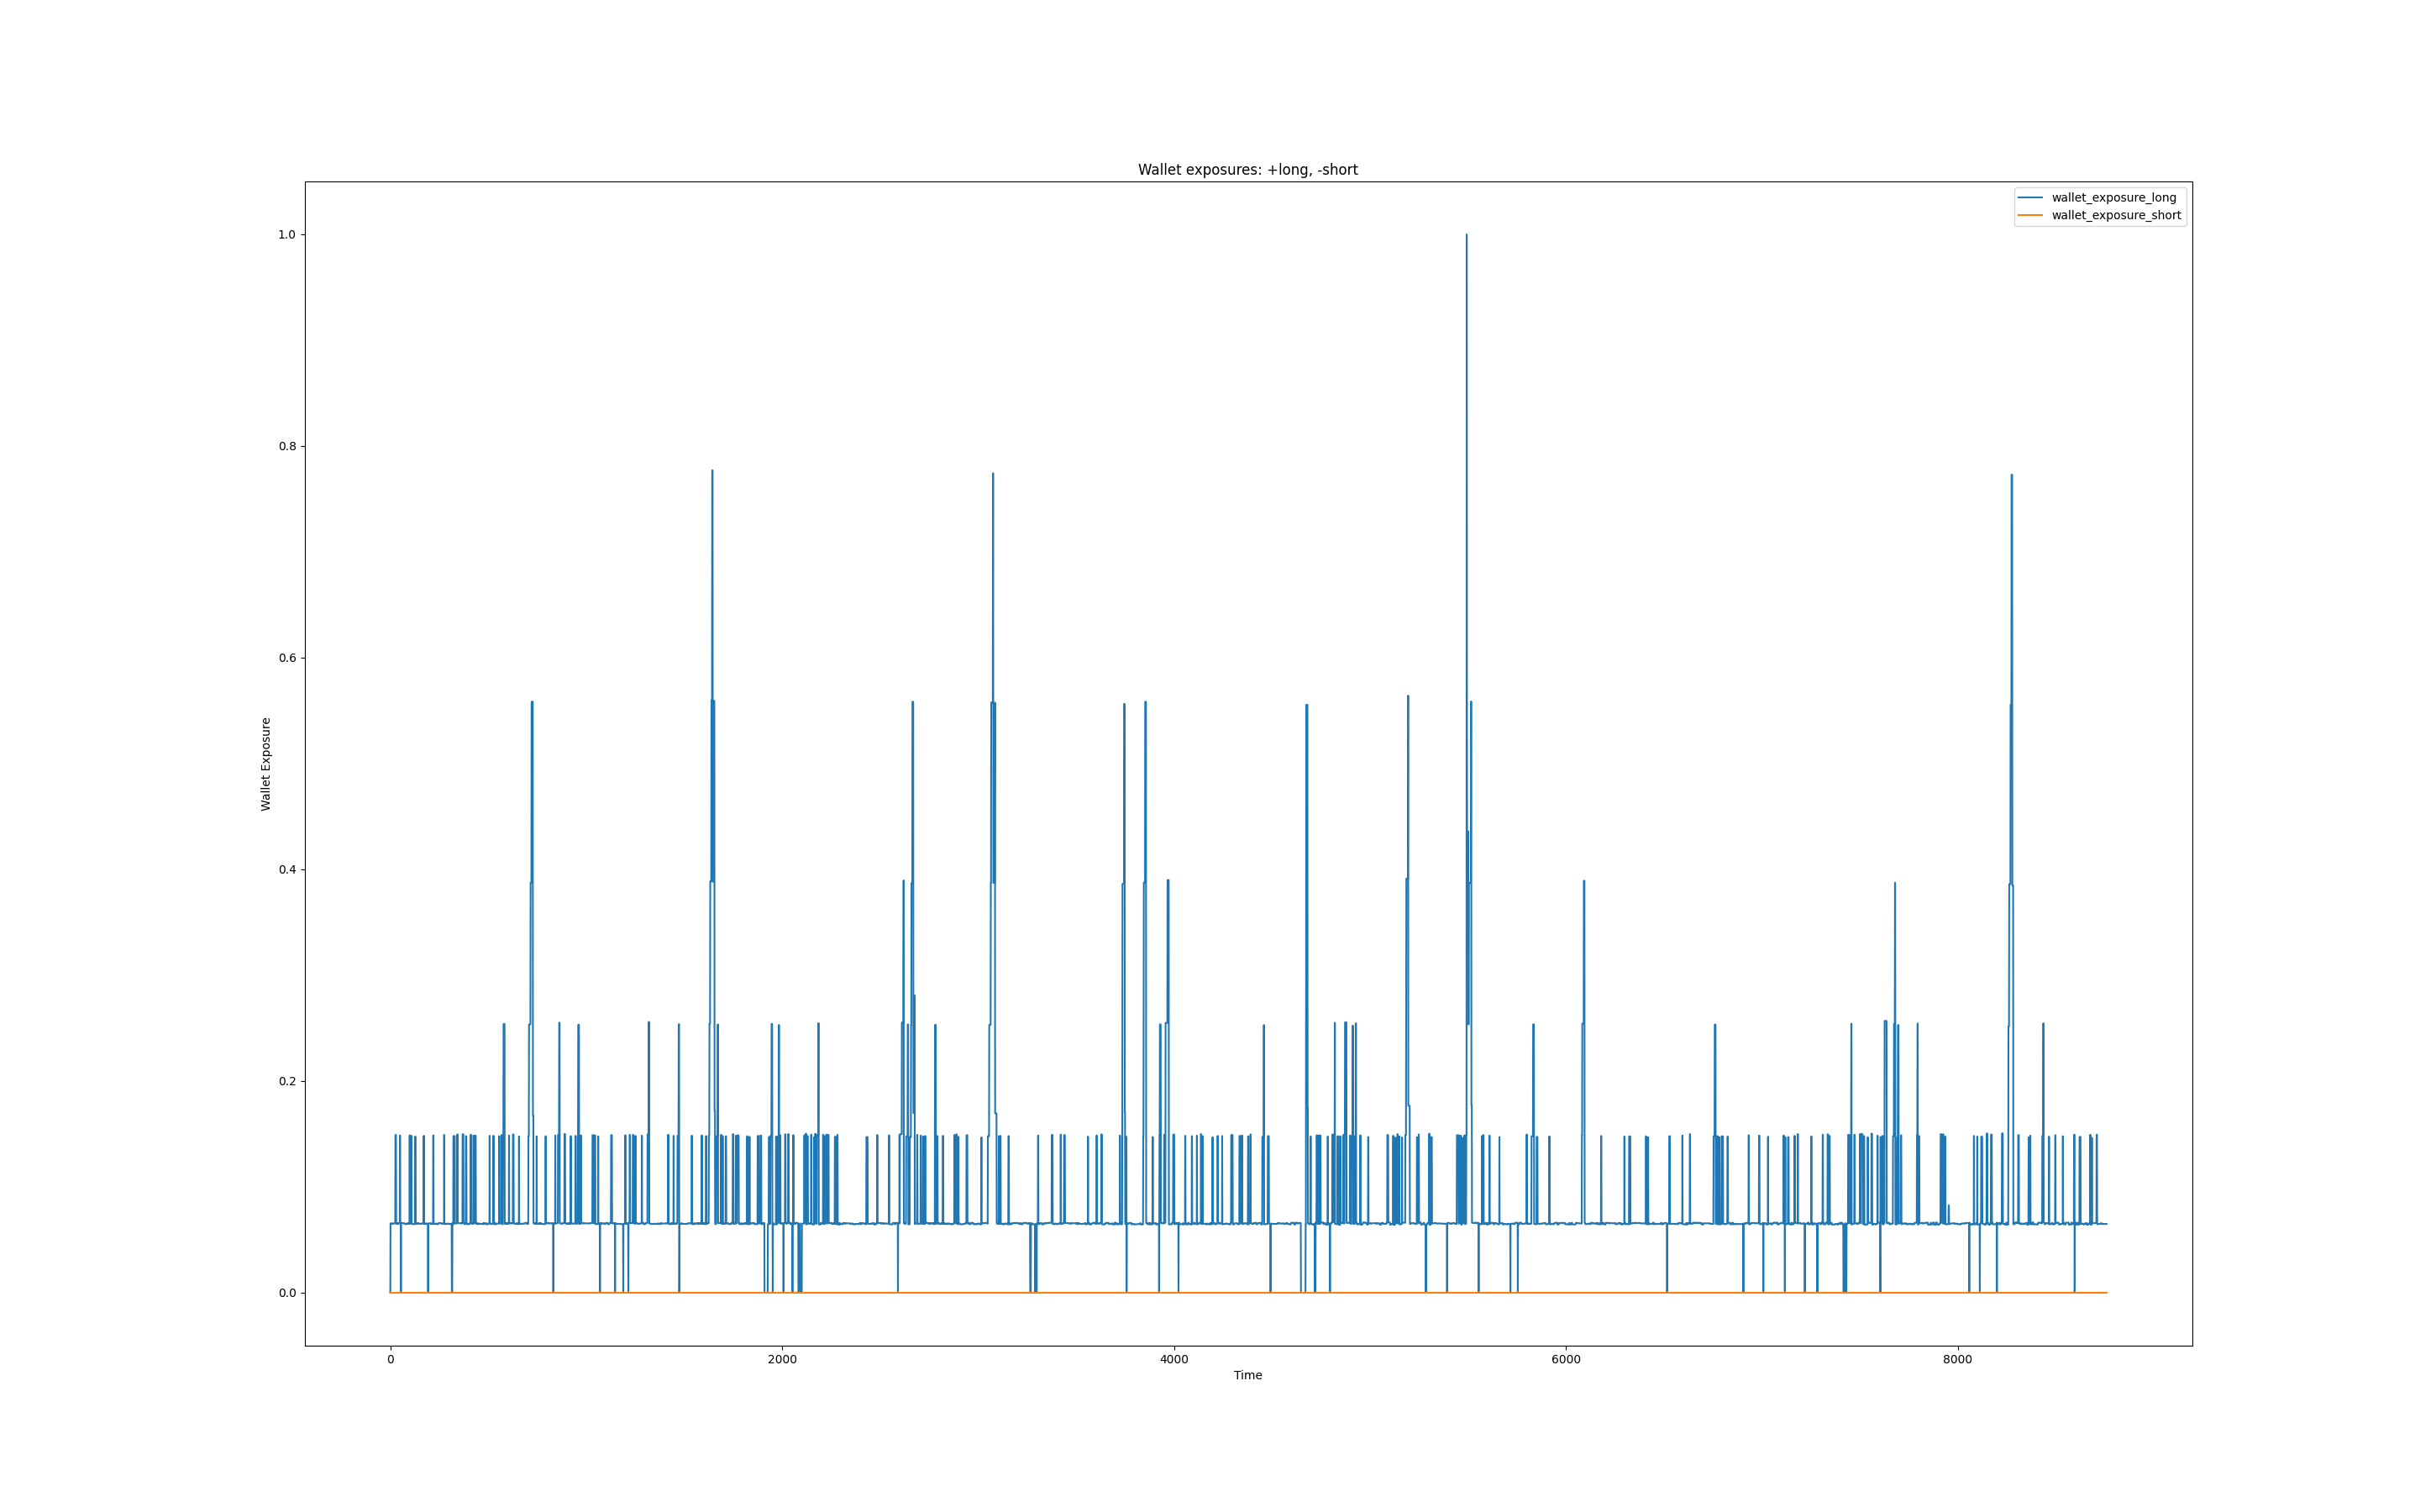 Wallet exposures: +long, -short
wallet_exposure_long
wallet_exposure_short
1.0
0.8
0.6
0.4
0.2
0.0
Wallet Exposure
0 2000 4000 6000 8000
Time